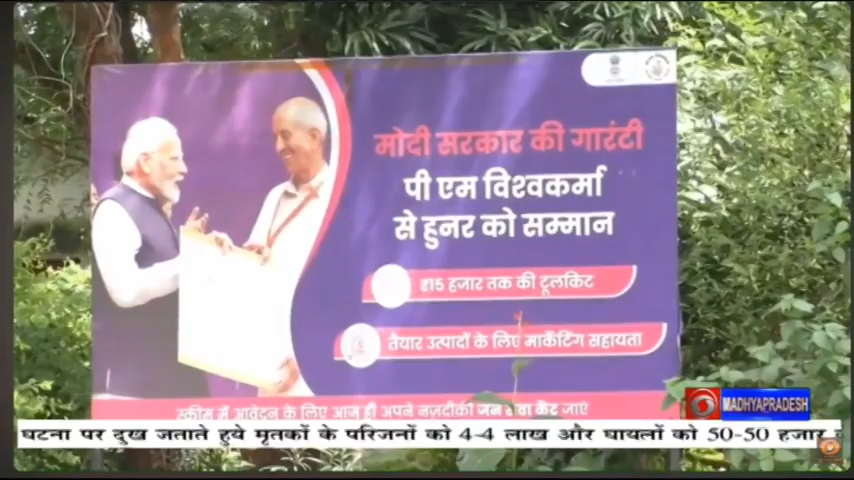 मोदी सरकार की गारंटी
पी एम विश्वकर्मा
से हुनर को सम्मान
₹15 हजार तक की टूलकिट
तैयार उत्पादों के लिए मार्केटिंग सहायता
स्कीम में आवेदन के लिए आज ही अपने नज़दीकी जन सेवा केंद्र जाएं
MADHYAPRADESH
घटना पर दुख जताते हुये मृतकों के परिजनों को 4-4 लाख और घायलों को 50-50 हजार